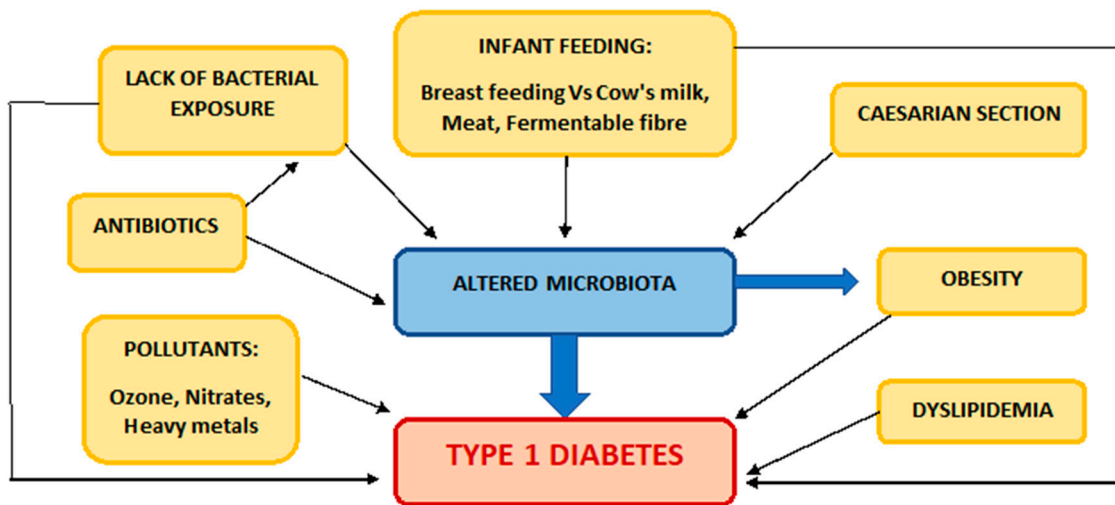 LACK OF BACTERIAL
EXPOSURE
INFANT FEEDING:
Breast feeding Vs Cow's milk,
Meat, Fermentable fibre
CAESARIAN SECTION
ANTIBIOTICS
ALTERED MICROBIOTA
OBESITY
POLLUTANTS:
Ozone, Nitrates,
Heavy metals
TYPE 1 DIABETES
DYSLIPIDEMIA